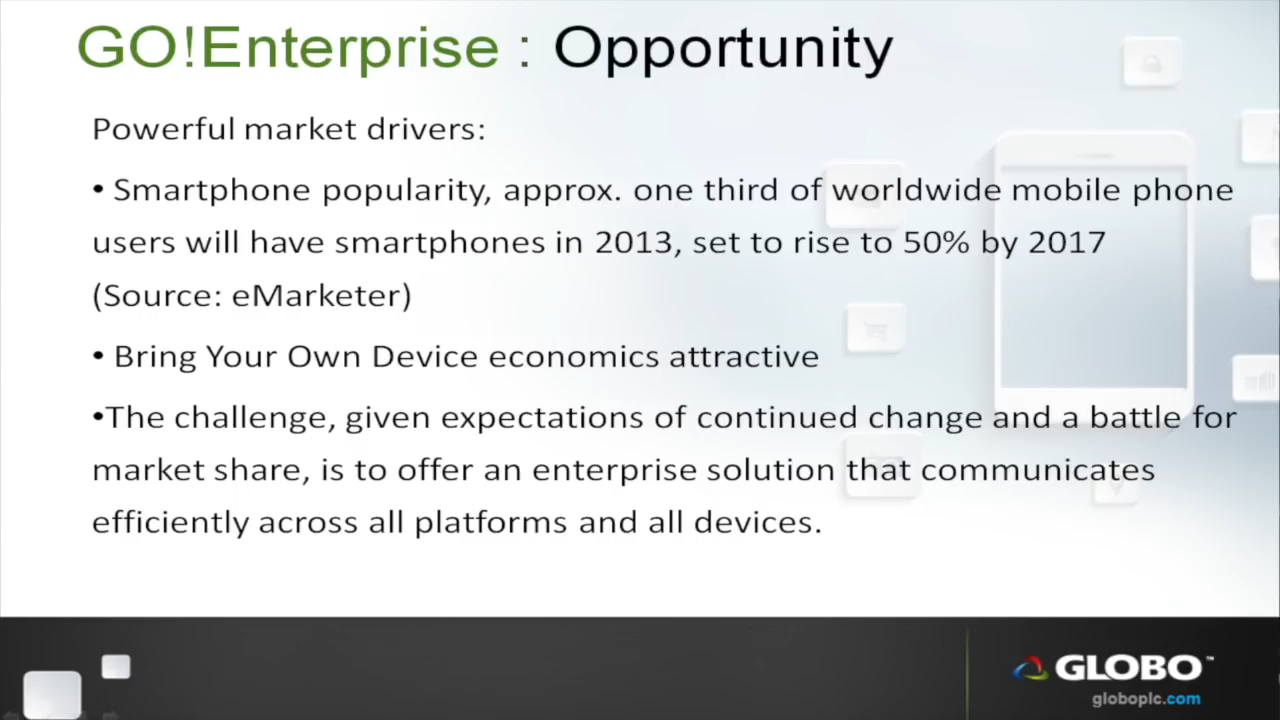 GO!Enterprise : Opportunity
Powerful market drivers:
• Smartphone popularity, approx. one third of worldwide mobile phone
users will have smartphones in 2013, set to rise to 50% by 2017
(Source: eMarketer)
• Bring Your Own Device economics attractive
•The challenge, given expectations of continued change and a battle for
market share, is to offer an enterprise solution that communicates
efficiently across all platforms and all devices.
GLOBO™
globoplc.com